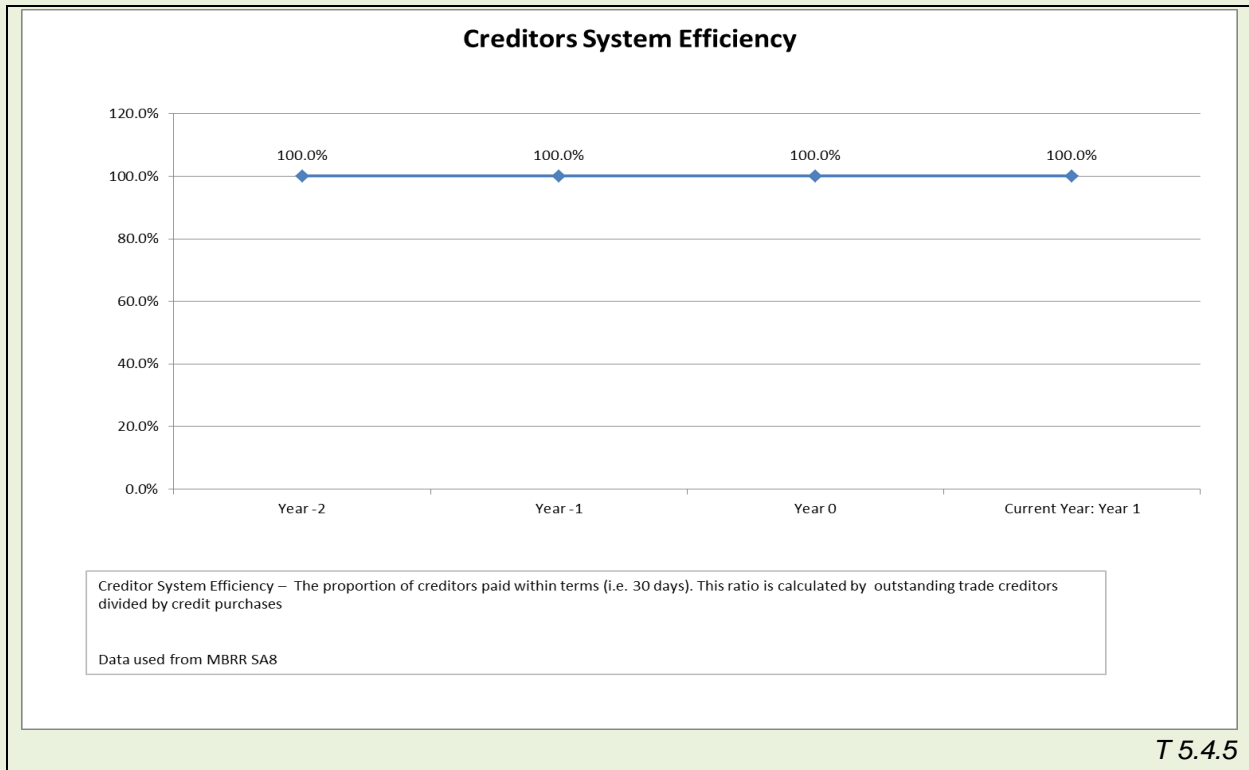 Creditors System Efficiency
120.0%
100.0% 100.0% 100.0% 100.0%
100.0%
80.0%
60.0%
40.0%
20.0%
0.0%
Year -2 Year -1 Year 0 Current Year: Year 1
Creditor System Efficiency – The proportion of creditors paid within terms (i.e. 30 days). This ratio is calculated by outstanding trade creditors
divided by credit purchases
Data used from MBRR SA8
T 5.4.5